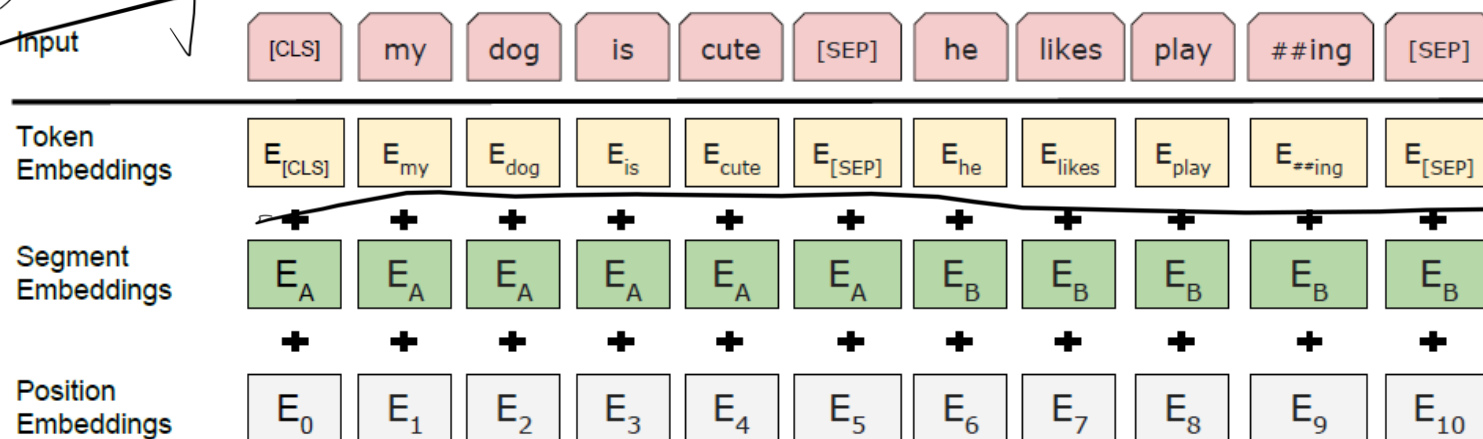 Input [CLS] my dog is cute [SEP] he likes play ##ing [SEP]
Token
Embeddings E[CLS] Emy Edog Eis Ecute E[SEP] Ehe Elikes Eplay E##ing E[SEP]
+ + + + + + + + + + +
Segment
Embeddings EA EA EA EA EA EA EB EB EB EB EB
+ + + + + + + + + + +
Position
Embeddings E0 E1 E2 E3 E4 E5 E6 E7 E8 E9 E10